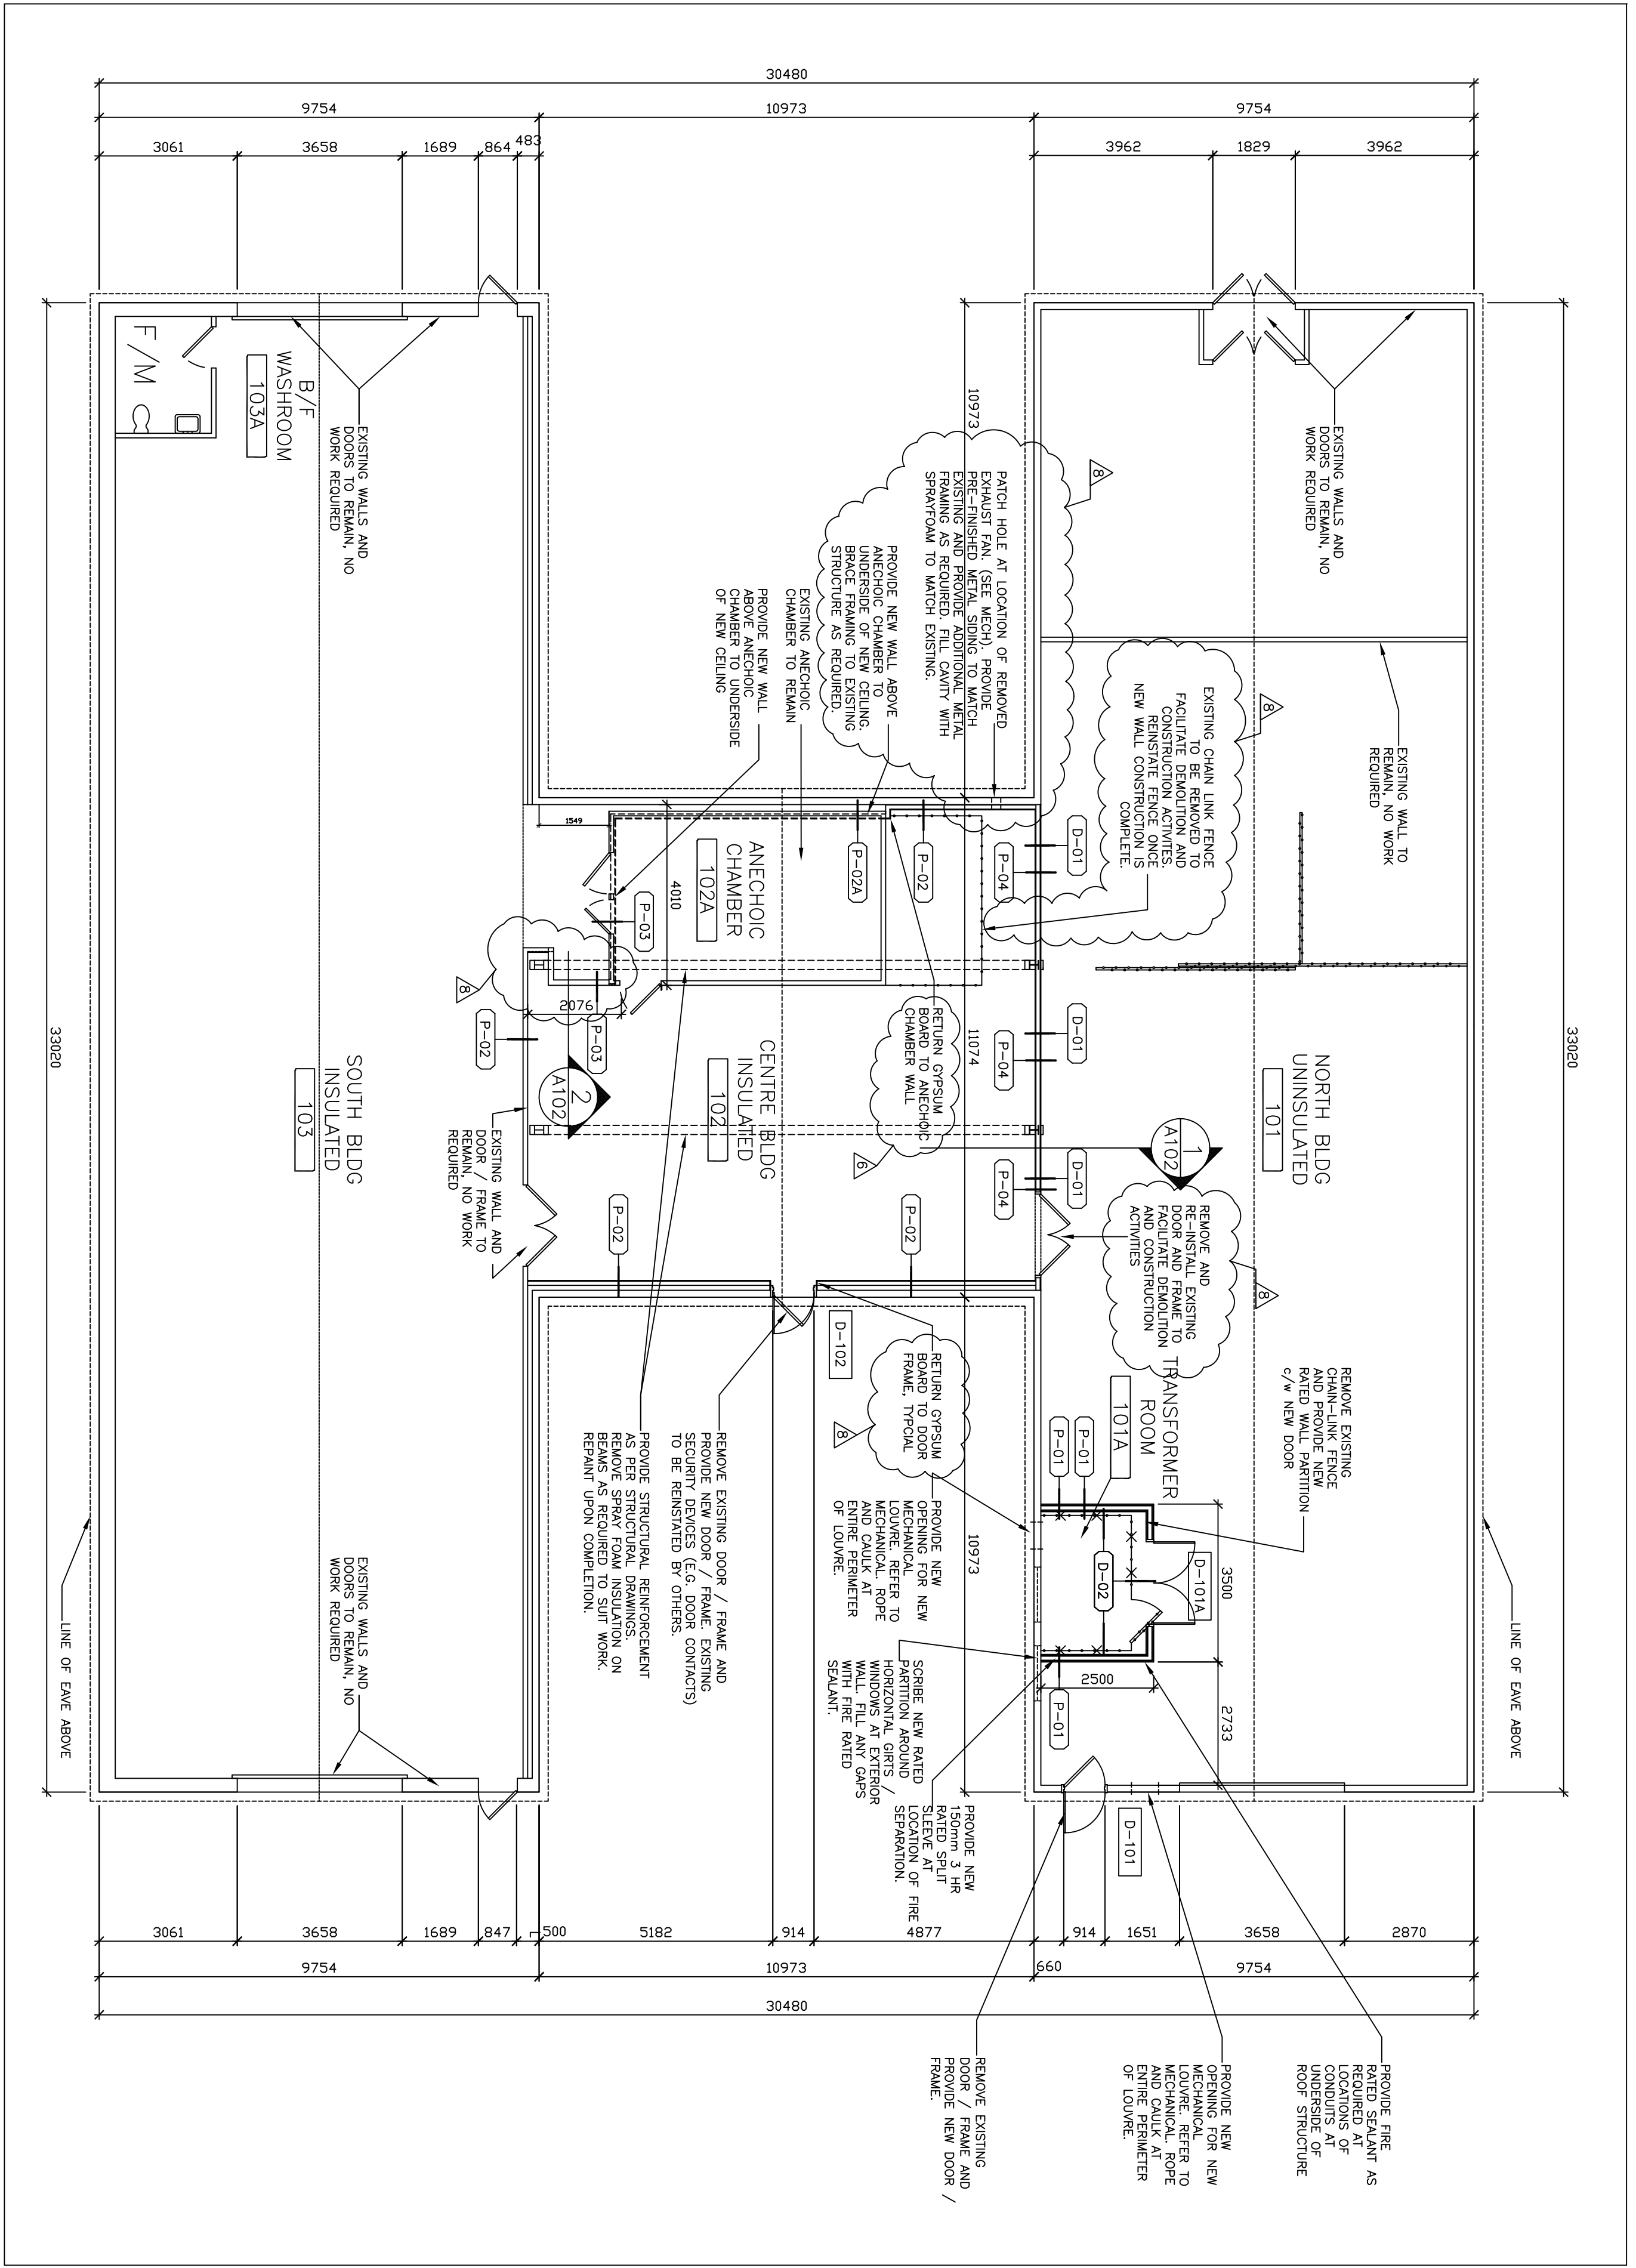 30480
9754
10973
9754
3061
3658
1689
864
483
3962
1829
3962
33020
33020
10973
11074
10973
LINE OF EAVE ABOVE
LINE OF EAVE ABOVE
EXISTING WALLS AND
DOORS TO REMAIN, NO
WORK REQUIRED
EXISTING WALL TO
REMAIN, NO WORK
REQUIRED
8
EXISTING CHAIN LINK FENCE
TO BE REMOVED TO
FACILITATE DEMOLITION AND
CONSTRUCTION ACTIVITES.
REINSTATE FENCE ONCE
NEW WALL CONSTRUCTION IS
COMPLETE.
8
PATCH HOLE AT LOCATION OF REMOVED
EXHAUST FAN. (SEE MECH). PROVIDE
PRE-FINISHED METAL SIDING TO MATCH
EXISTING AND PROVIDE ADDITIONAL METAL
FRAMING AS REQUIRED. FILL CAVITY WITH
SPRAYFOAM TO MATCH EXISTING.
PROVIDE NEW WALL ABOVE
ANECHOIC CHAMBER TO
UNDERSIDE OF NEW CEILING.
BRACE FRAMING TO EXISTING
STRUCTURE AS REQUIRED.
EXISTING ANECHOIC
CHAMBER TO REMAIN
PROVIDE NEW WALL
ABOVE ANECHOIC
CHAMBER TO UNDERSIDE
OF NEW CEILING
NORTH BLDG
UNINSULATED
101
1
A102
REMOVE AND
RE-INSTALL EXISTING
DOOR AND FRAME TO
FACILITATE DEMOLITION
AND CONSTRUCTION
ACTIVITIES
8
D-01
P-04
D-01
P-04
D-01
P-04
P-02
P-02A
ANECHOIC
CHAMBER
102A
4010
1549
P-03
P-03
2076
8
P-02
RETURN GYPSUM
BOARD TO ANECHOIC
CHAMBER WALL
6
CENTRE BLDG
INSULATED
102
2
A102
P-02
P-02
EXISTING WALL AND
DOOR / FRAME TO
REMAIN, NO WORK
REQUIRED
D-102
RETURN GYPSUM
BOARD TO DOOR
FRAME, TYPCIAL
8
REMOVE EXISTING
CHAIN-LINK FENCE
AND PROVIDE NEW
RATED WALL PARTITION
c/w NEW DOOR
TRANSFORMER
ROOM
101A
P-01
P-01
P-01
D-02
D-101A
3500
2733
2500
PROVIDE NEW
OPENING FOR NEW
MECHANICAL
LOUVRE. REFER TO
MECHANICAL. ROPE
AND CAULK AT
ENTIRE PERIMETER
OF LOUVRE.
REMOVE EXISTING DOOR / FRAME AND
PROVIDE NEW DOOR / FRAME. EXISTING
SECURITY DEVICES (E.G. DOOR CONTACTS)
TO BE REINSTATED BY OTHERS.
PROVIDE STRUCTURAL REINFORCEMENT
AS PER STRUCTURAL DRAWINGS.
REMOVE SPRAY FOAM INSULATION ON
BEAMS AS REQUIRED TO SUIT WORK.
REPAINT UPON COMPLETION.
SCRIBE NEW RATED
PARTITION AROUND
HORIZONTAL GIRTS /
WINDOWS AT EXTERIOR
WALL. FILL ANY GAPS
WITH FIRE RATED
SEALANT.
PROVIDE NEW
150mm 3 HR
RATED SPLIT
SLEEVE AT
LOCATION OF FIRE
SEPARATION.
D-101
B/F
WASHROOM
103A
F/M
EXISTING WALLS AND
DOORS TO REMAIN, NO
WORK REQUIRED
SOUTH BLDG
INSULATED
103
EXISTING WALLS AND
DOORS TO REMAIN, NO
WORK REQUIRED
3061
3658
1689
847
500
5182
914
4877
660
914
1651
3658
2870
9754
10973
9754
30480
PROVIDE FIRE
RATED SEALANT AS
REQUIRED AT
LOCATIONS OF
CONDUITS AT
UNDERSIDE OF
ROOF STRUCTURE
PROVIDE NEW
OPENING FOR NEW
MECHANICAL
LOUVRE. REFER TO
MECHANICAL. ROPE
AND CAULK AT
ENTIRE PERIMETER
OF LOUVRE.
REMOVE EXISTING
DOOR / FRAME AND
PROVIDE NEW DOOR /
FRAME.